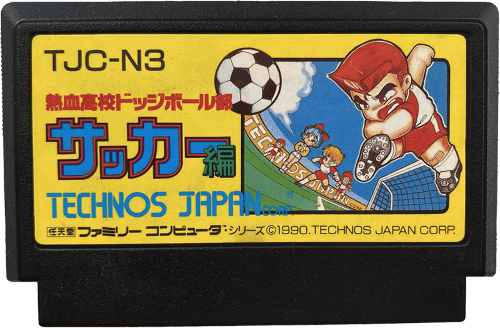 TJC-N3
熱血高校ドッジボール部
サッカー編
TECHNOS JAPAN CORP.
TECHNOS JAPAN
任天堂 ファミリー コンピュータ・シリーズ ©1990.TECHNOS JAPAN CORP.